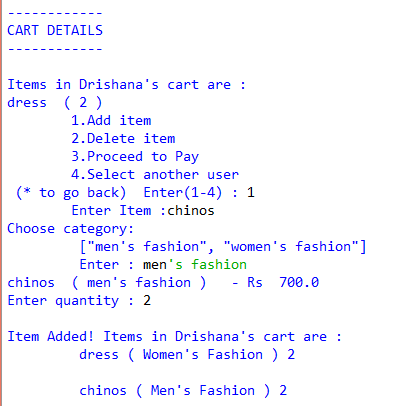 ------------
CART DETAILS
------------
Items in Drishana's cart are :
dress  ( 2 )
1.Add item
2.Delete item
3.Proceed to Pay
4.Select another user
(* to go back)  Enter(1-4) : 1
Enter Item :chinos
Choose category:
["men's fashion", "women's fashion"]
Enter : men's fashion
chinos  ( men's fashion )   - Rs  700.0
Enter quantity : 2
Item Added! Items in Drishana's cart are :
dress ( Women's Fashion ) 2
chinos ( Men's Fashion ) 2